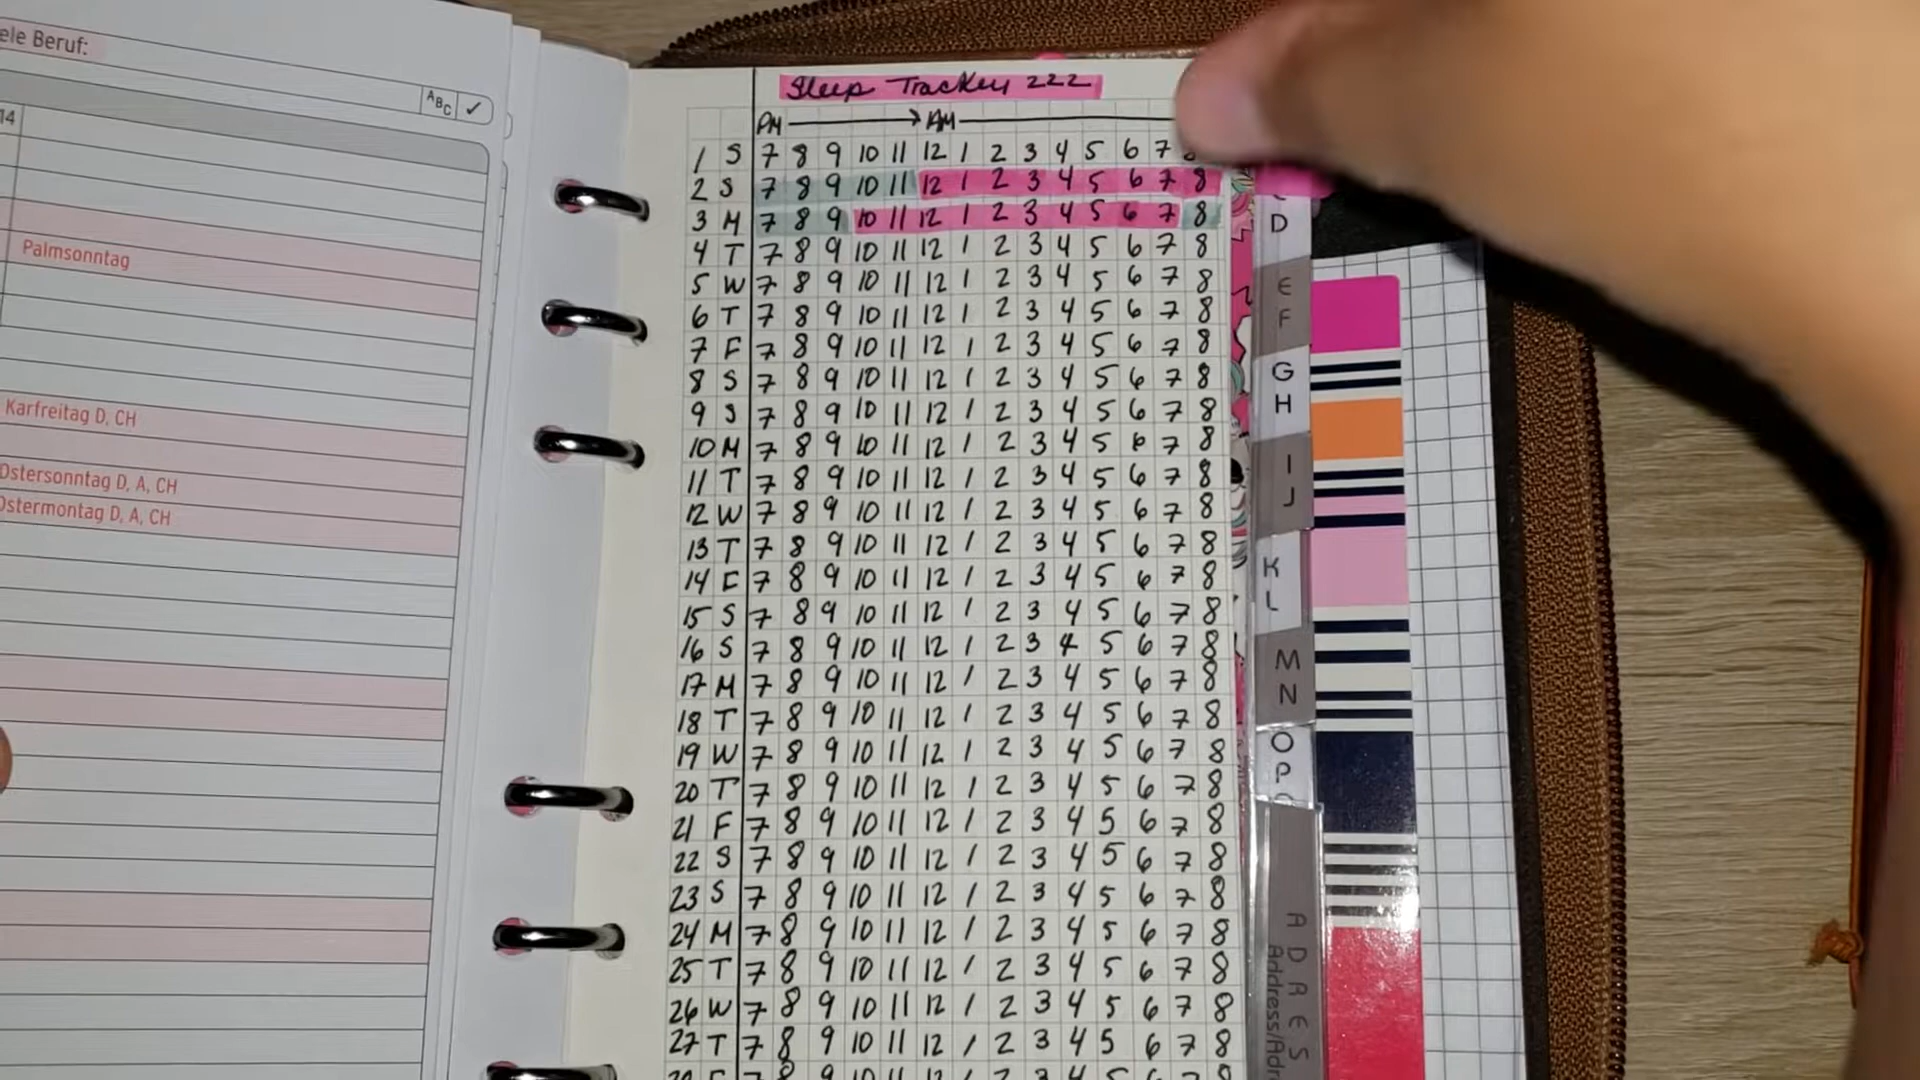 ele Beruf:
ABC ✓
14
Palmsonntag
Karfreitag D, CH
Ostersonntag D, A, CH
Ostermontag D, A, CH
Sleep Tracker zzz
PM → AM
1 S 7 8 9 10 11 12 1 2 3 4 5 6 7
2 S 7 8 9 10 11 12 1 2 3 4 5 6 7 8
3 M 7 8 9 10 11 12 1 2 3 4 5 6 7 8
4 T 7 8 9 10 11 12 1 2 3 4 5 6 7 8
5 W 7 8 9 10 11 12 1 2 3 4 5 6 7 8
6 T 7 8 9 10 11 12 1 2 3 4 5 6 7 8
7 F 7 8 9 10 11 12 1 2 3 4 5 6 7 8
8 S 7 8 9 10 11 12 1 2 3 4 5 6 7 8
9 S 7 8 9 10 11 12 1 2 3 4 5 6 7 8
10 M 7 8 9 10 11 12 1 2 3 4 5 6 7 8
11 T 7 8 9 10 11 12 1 2 3 4 5 6 7 8
12 W 7 8 9 10 11 12 1 2 3 4 5 6 7 8
13 T 7 8 9 10 11 12 1 2 3 4 5 6 7 8
14 F 7 8 9 10 11 12 1 2 3 4 5 6 7 8
15 S 7 8 9 10 11 12 1 2 3 4 5 6 7 8
16 S 7 8 9 10 11 12 1 2 3 4 5 6 7 8
17 M 7 8 9 10 11 12 1 2 3 4 5 6 7 8
18 T 7 8 9 10 11 12 1 2 3 4 5 6 7 8
19 W 7 8 9 10 11 12 1 2 3 4 5 6 7 8
20 T 7 8 9 10 11 12 1 2 3 4 5 6 7 8
21 F 7 8 9 10 11 12 1 2 3 4 5 6 7 8
22 S 7 8 9 10 11 12 1 2 3 4 5 6 7 8
23 S 7 8 9 10 11 12 1 2 3 4 5 6 7 8
24 M 7 8 9 10 11 12 1 2 3 4 5 6 7 8
25 T 7 8 9 10 11 12 1 2 3 4 5 6 7 8
26 W 7 8 9 10 11 12 1 2 3 4 5 6 7 8
27 T 7 8 9 10 11 12 1 2 3 4 5 6 7 8
D
E
F
G
H
I
J
K
L
M
N
O
P
ADRES
Address/Adr